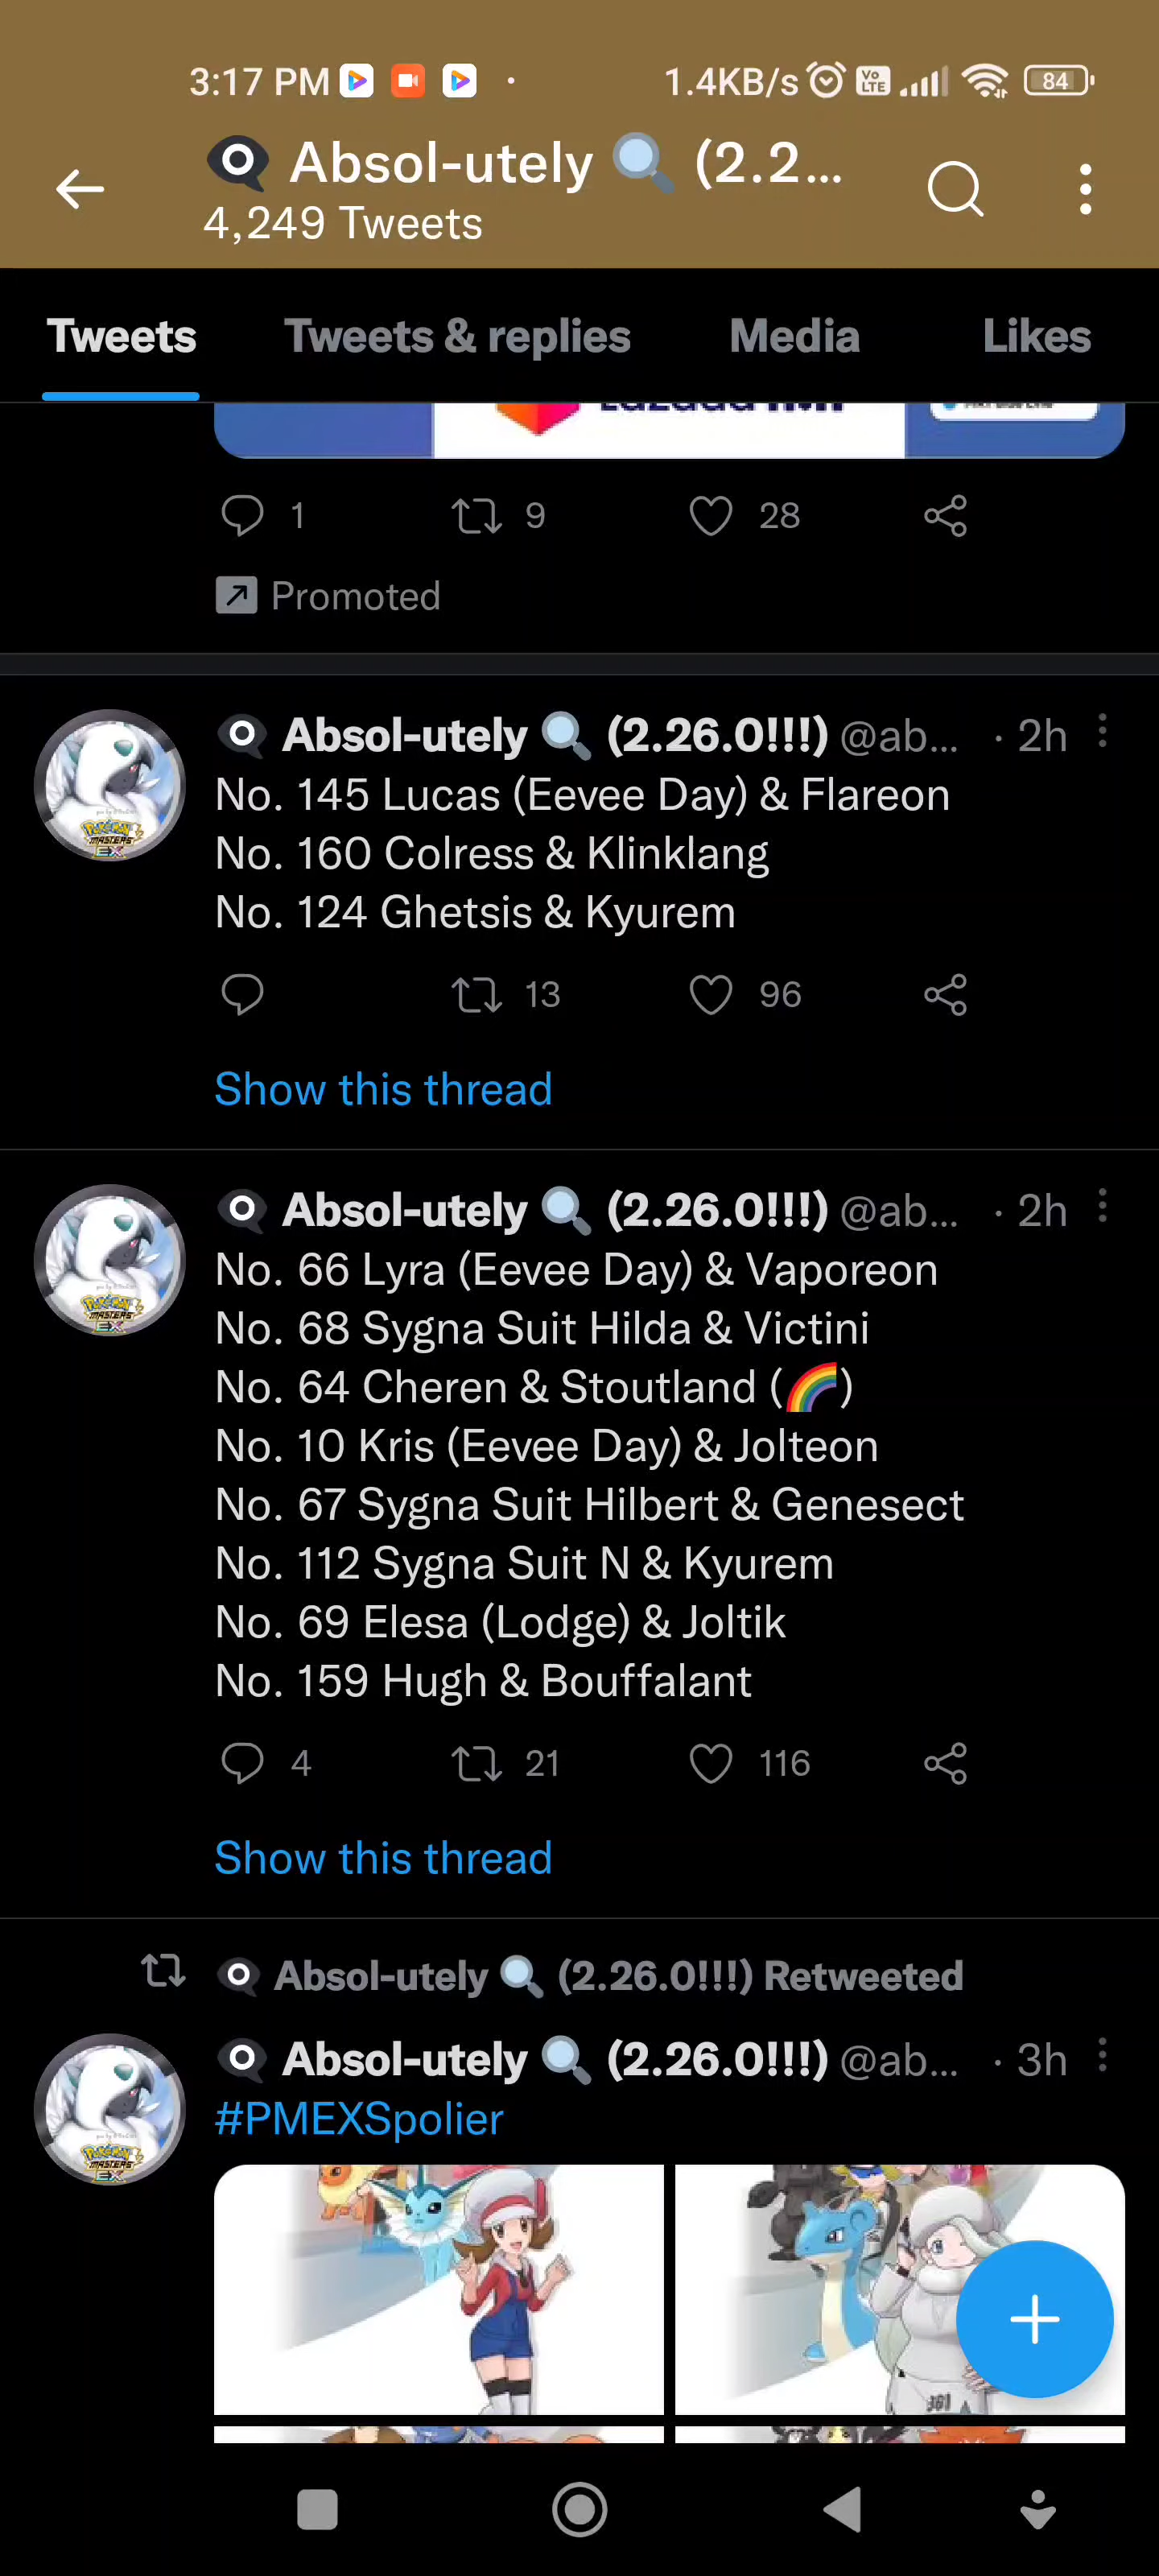 3:17 PM 1.4KB/s Vo LTE 84
Absol-utely (2.2...
4,249 Tweets
Tweets Tweets & replies Media Likes
1 9 28
Promoted
Absol-utely (2.26.0!!!) @ab... · 2h
No. 145 Lucas (Eevee Day) & Flareon
No. 160 Colress & Klinklang
No. 124 Ghetsis & Kyurem
13 96
Show this thread
Absol-utely (2.26.0!!!) @ab... · 2h
No. 66 Lyra (Eevee Day) & Vaporeon
No. 68 Sygna Suit Hilda & Victini
No. 64 Cheren & Stoutland (🌈)
No. 10 Kris (Eevee Day) & Jolteon
No. 67 Sygna Suit Hilbert & Genesect
No. 112 Sygna Suit N & Kyurem
No. 69 Elesa (Lodge) & Joltik
No. 159 Hugh & Bouffalant
4 21 116
Show this thread
Absol-utely (2.26.0!!!) Retweeted
Absol-utely (2.26.0!!!) @ab... · 3h
#PMEXSpolier